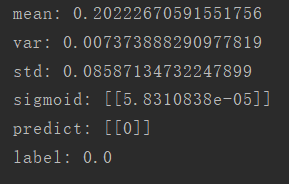 mean: 0.20222670591551756
var: 0.007373888290977819
std: 0.08587134732247899
sigmoid: [[5.8310838e-05]]
predict: [[0]]
label: 0.0